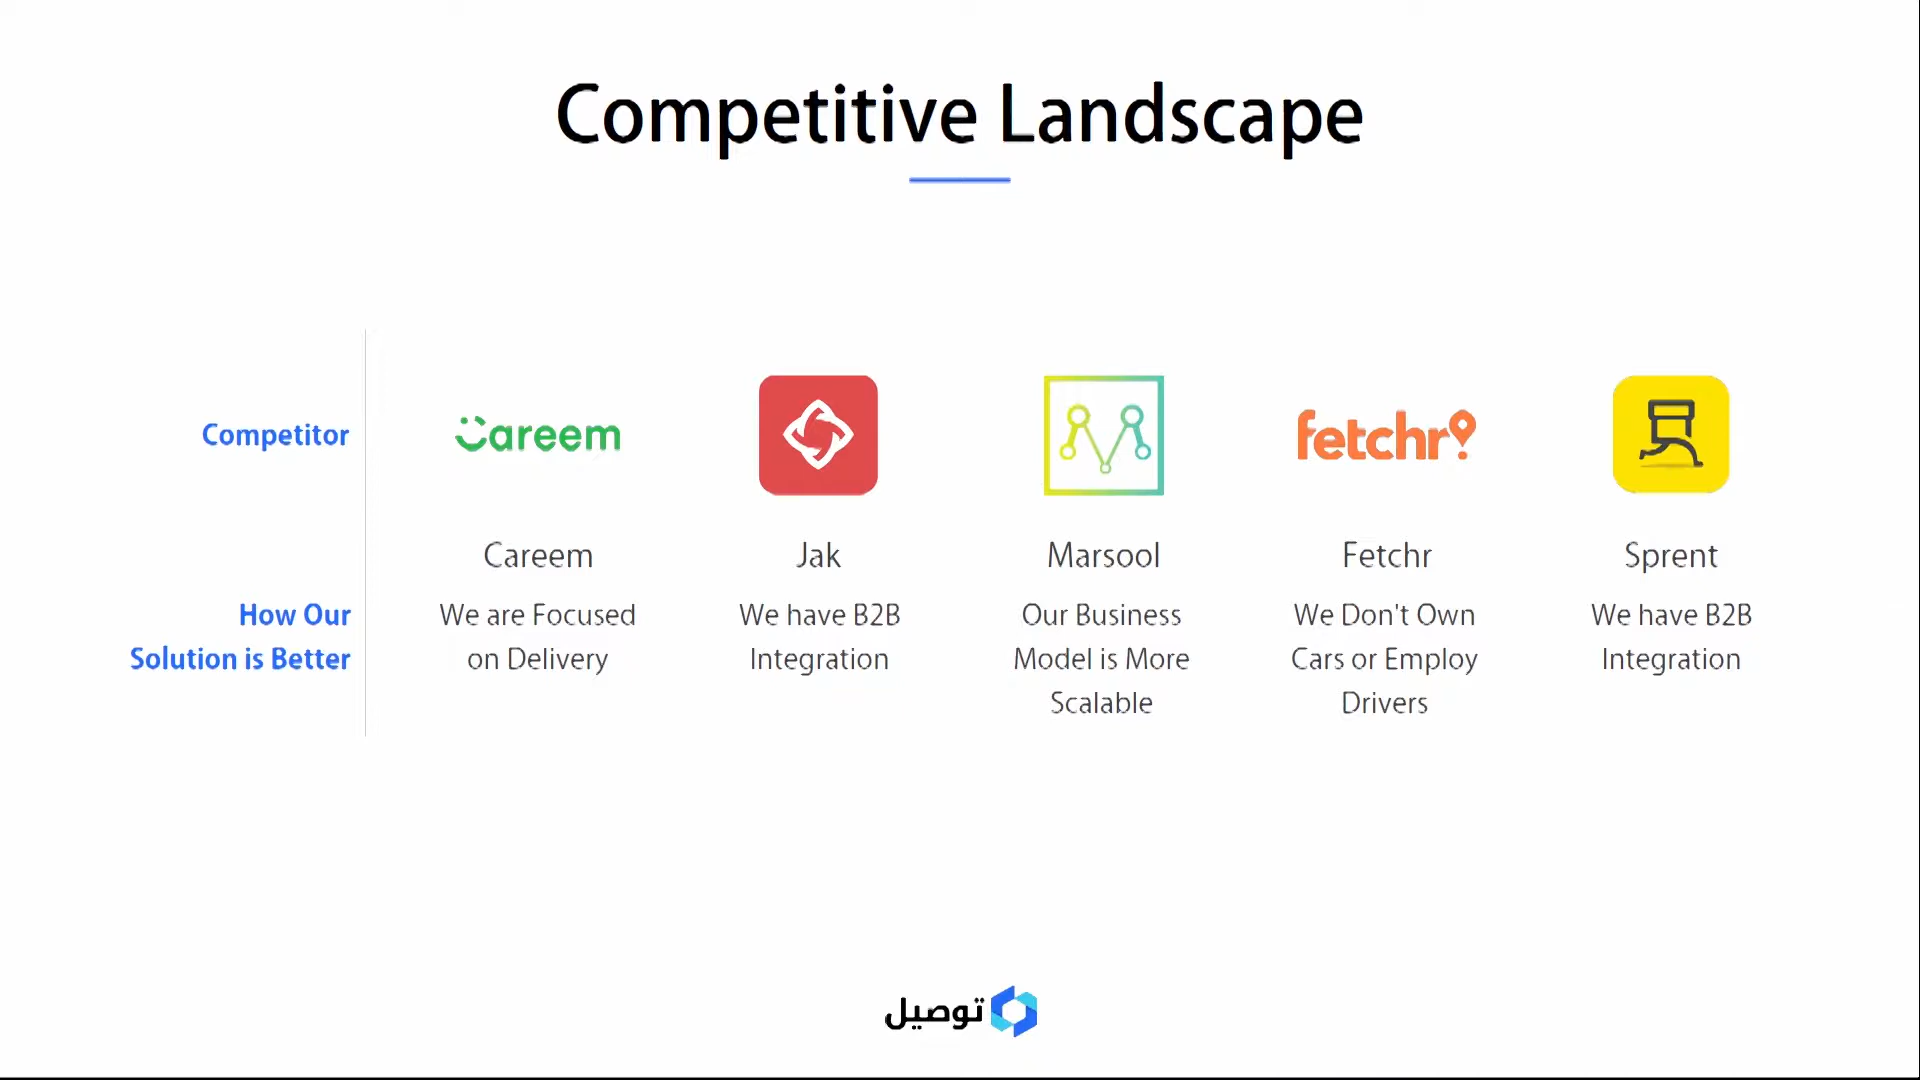 Competitive Landscape
Competitor
Careem
fetchr
Careem
Jak
Marsool
Fetchr
Sprent
How Our
Solution is Better
We are Focused
on Delivery
We have B2B
Integration
Our Business
Model is More
Scalable
We Don't Own
Cars or Employ
Drivers
We have B2B
Integration
توصيل